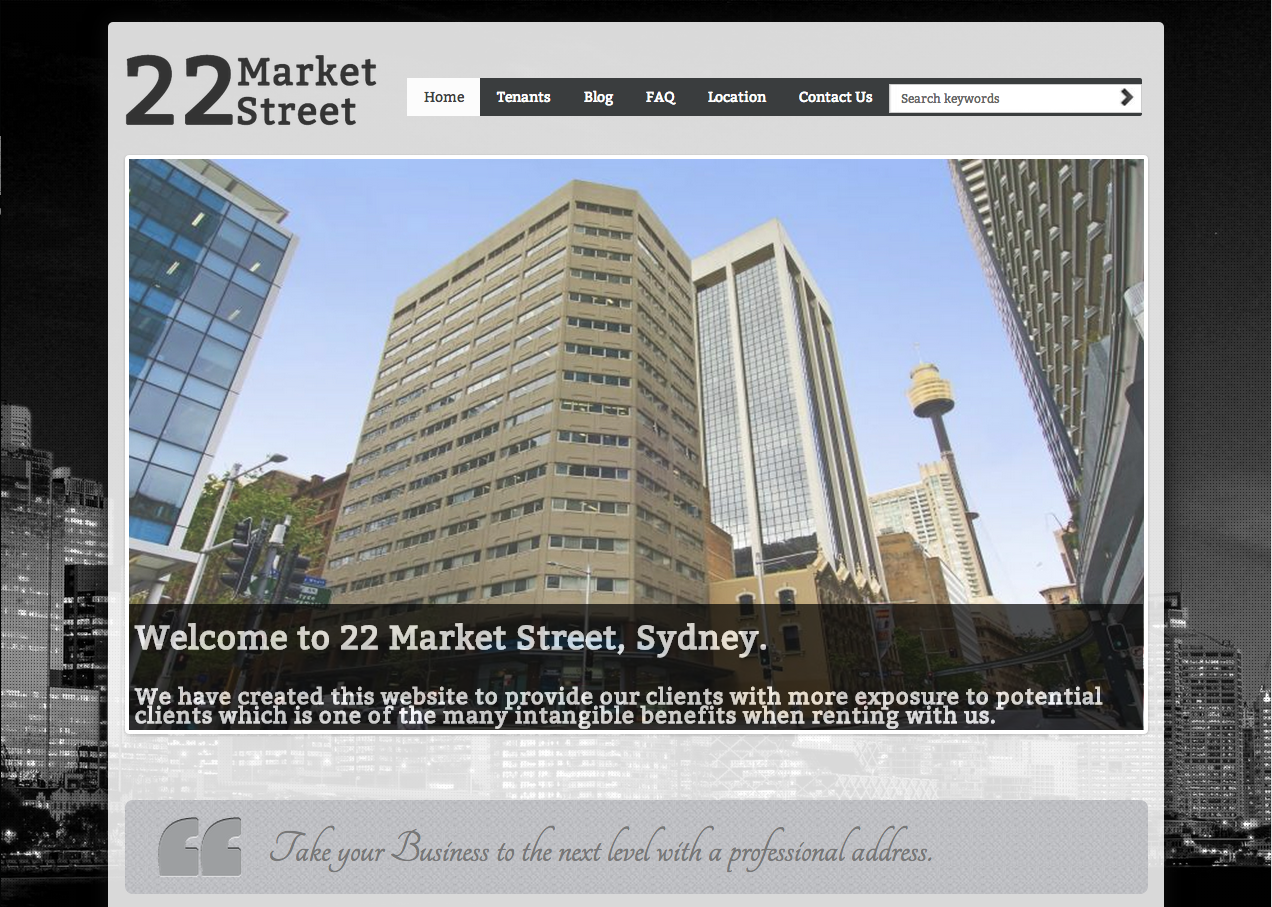 22 Market
Street
Home Tenants Blog FAQ Location Contact Us Search keywords
Welcome to 22 Market Street, Sydney.
We have created this website to provide our clients with more exposure to potential
clients which is one of the many intangible benefits when renting with us.
Take your Business to the next level with a professional address.